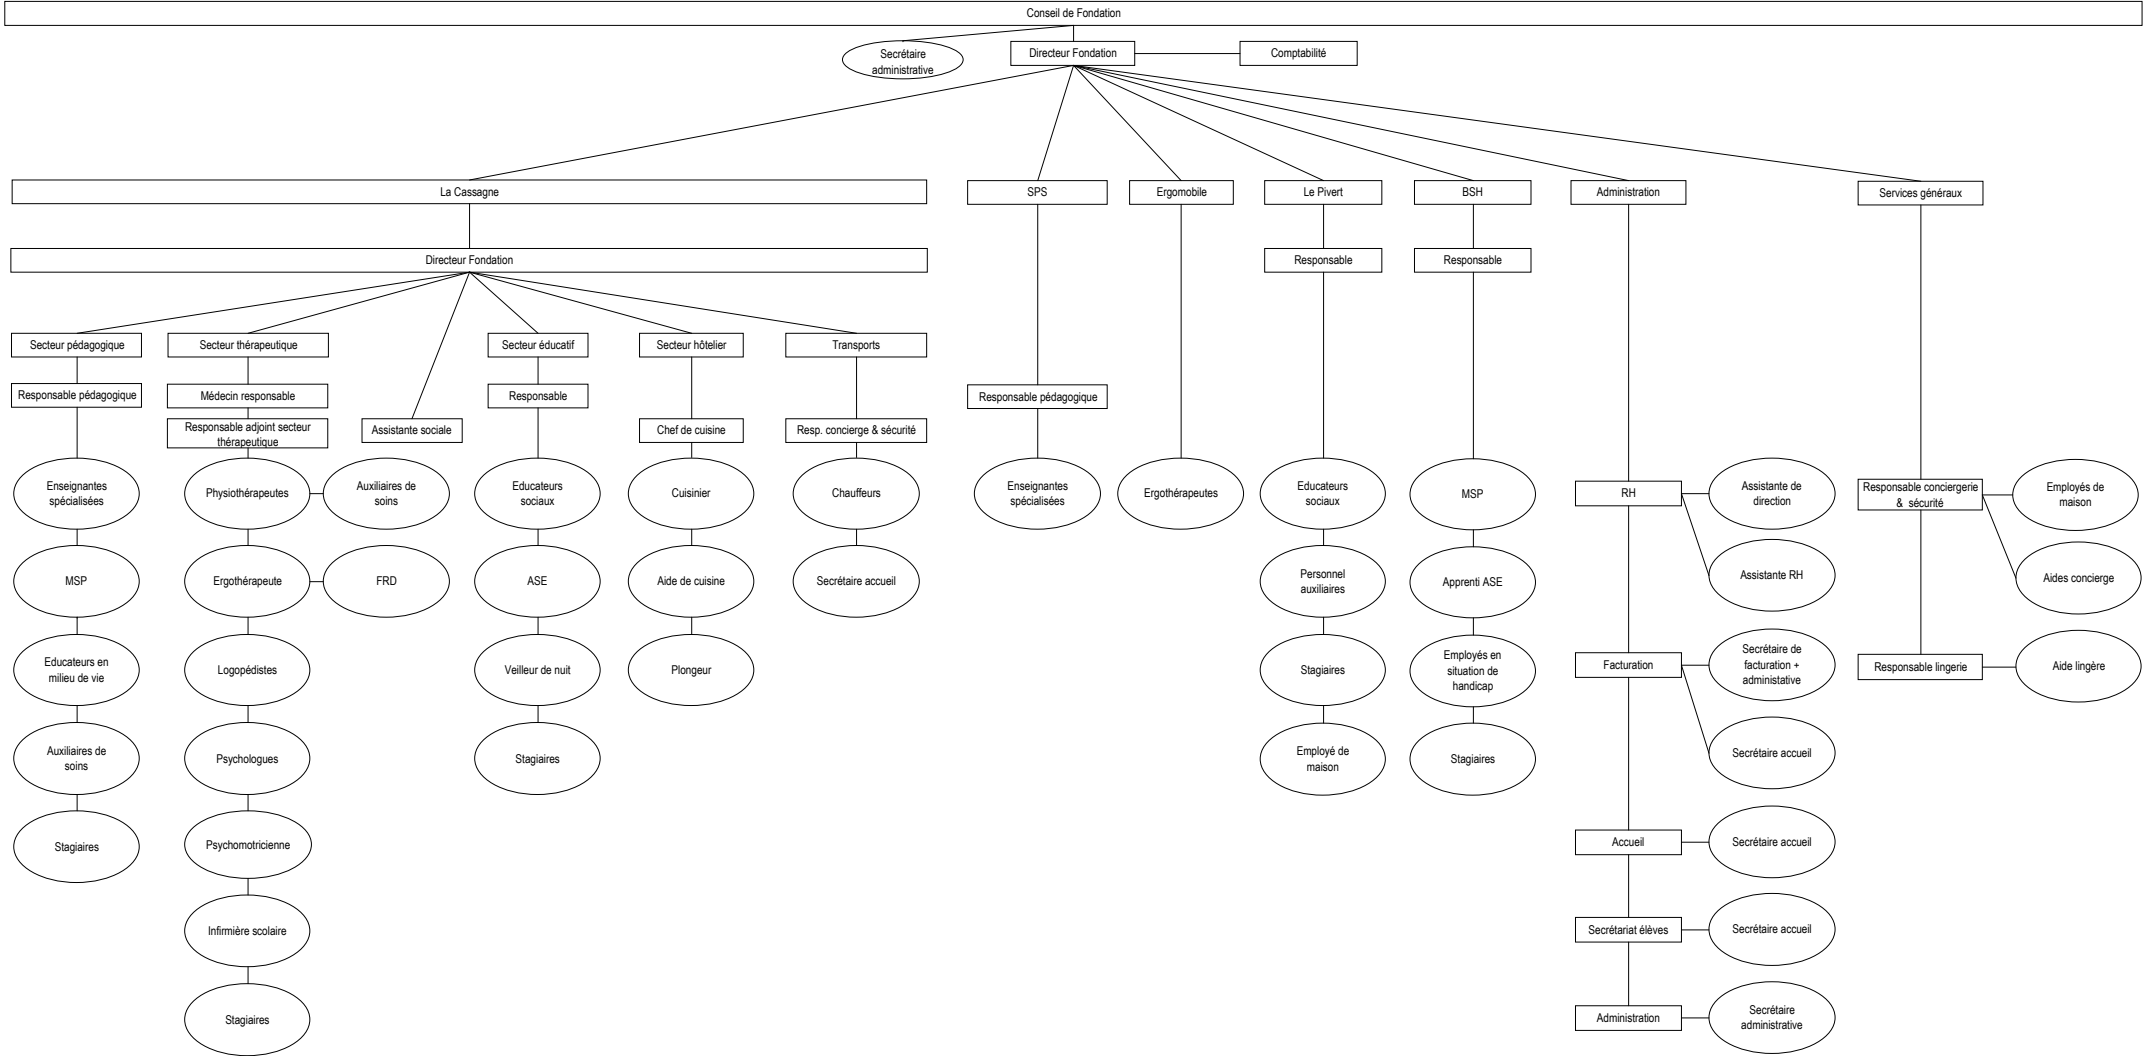 Conseil de Fondation
Secrétaire
administrative
Directeur Fondation
Comptabilité
La Cassagne
SPS
Ergomobile
Le Pivert
BSH
Administration
Services généraux
Directeur Fondation
Responsable
Responsable
Secteur pédagogique
Secteur thérapeutique
Secteur éducatif
Secteur hôtelier
Transports
Responsable pédagogique
Médecin responsable
Responsable
Responsable pédagogique
Responsable adjoint secteur
thérapeutique
Assistante sociale
Chef de cuisine
Resp. concierge & sécurité
Enseignantes
spécialisées
Physiothérapeutes
Auxiliaires de
soins
Educateurs
sociaux
Cuisinier
Chauffeurs
Enseignantes
spécialisées
Ergothérapeutes
Educateurs
sociaux
MSP
RH
Assistante de
direction
Responsable conciergerie
& sécurité
Employés de
maison
MSP
Ergothérapeute
FRD
ASE
Aide de cuisine
Secrétaire accueil
Personnel
auxiliaires
Apprenti ASE
Assistante RH
Aides concierge
Educateurs en
milieu de vie
Logopédistes
Veilleur de nuit
Plongeur
Stagiaires
Employés en
situation de
handicap
Facturation
Secrétaire de
facturation +
administative
Responsable lingerie
Aide lingère
Auxiliaires de
soins
Psychologues
Stagiaires
Employé de
maison
Stagiaires
Secrétaire accueil
Stagiaires
Psychomotricienne
Accueil
Secrétaire accueil
Infirmière scolaire
Secrétariat élèves
Secrétaire accueil
Stagiaires
Administration
Secrétaire
administrative